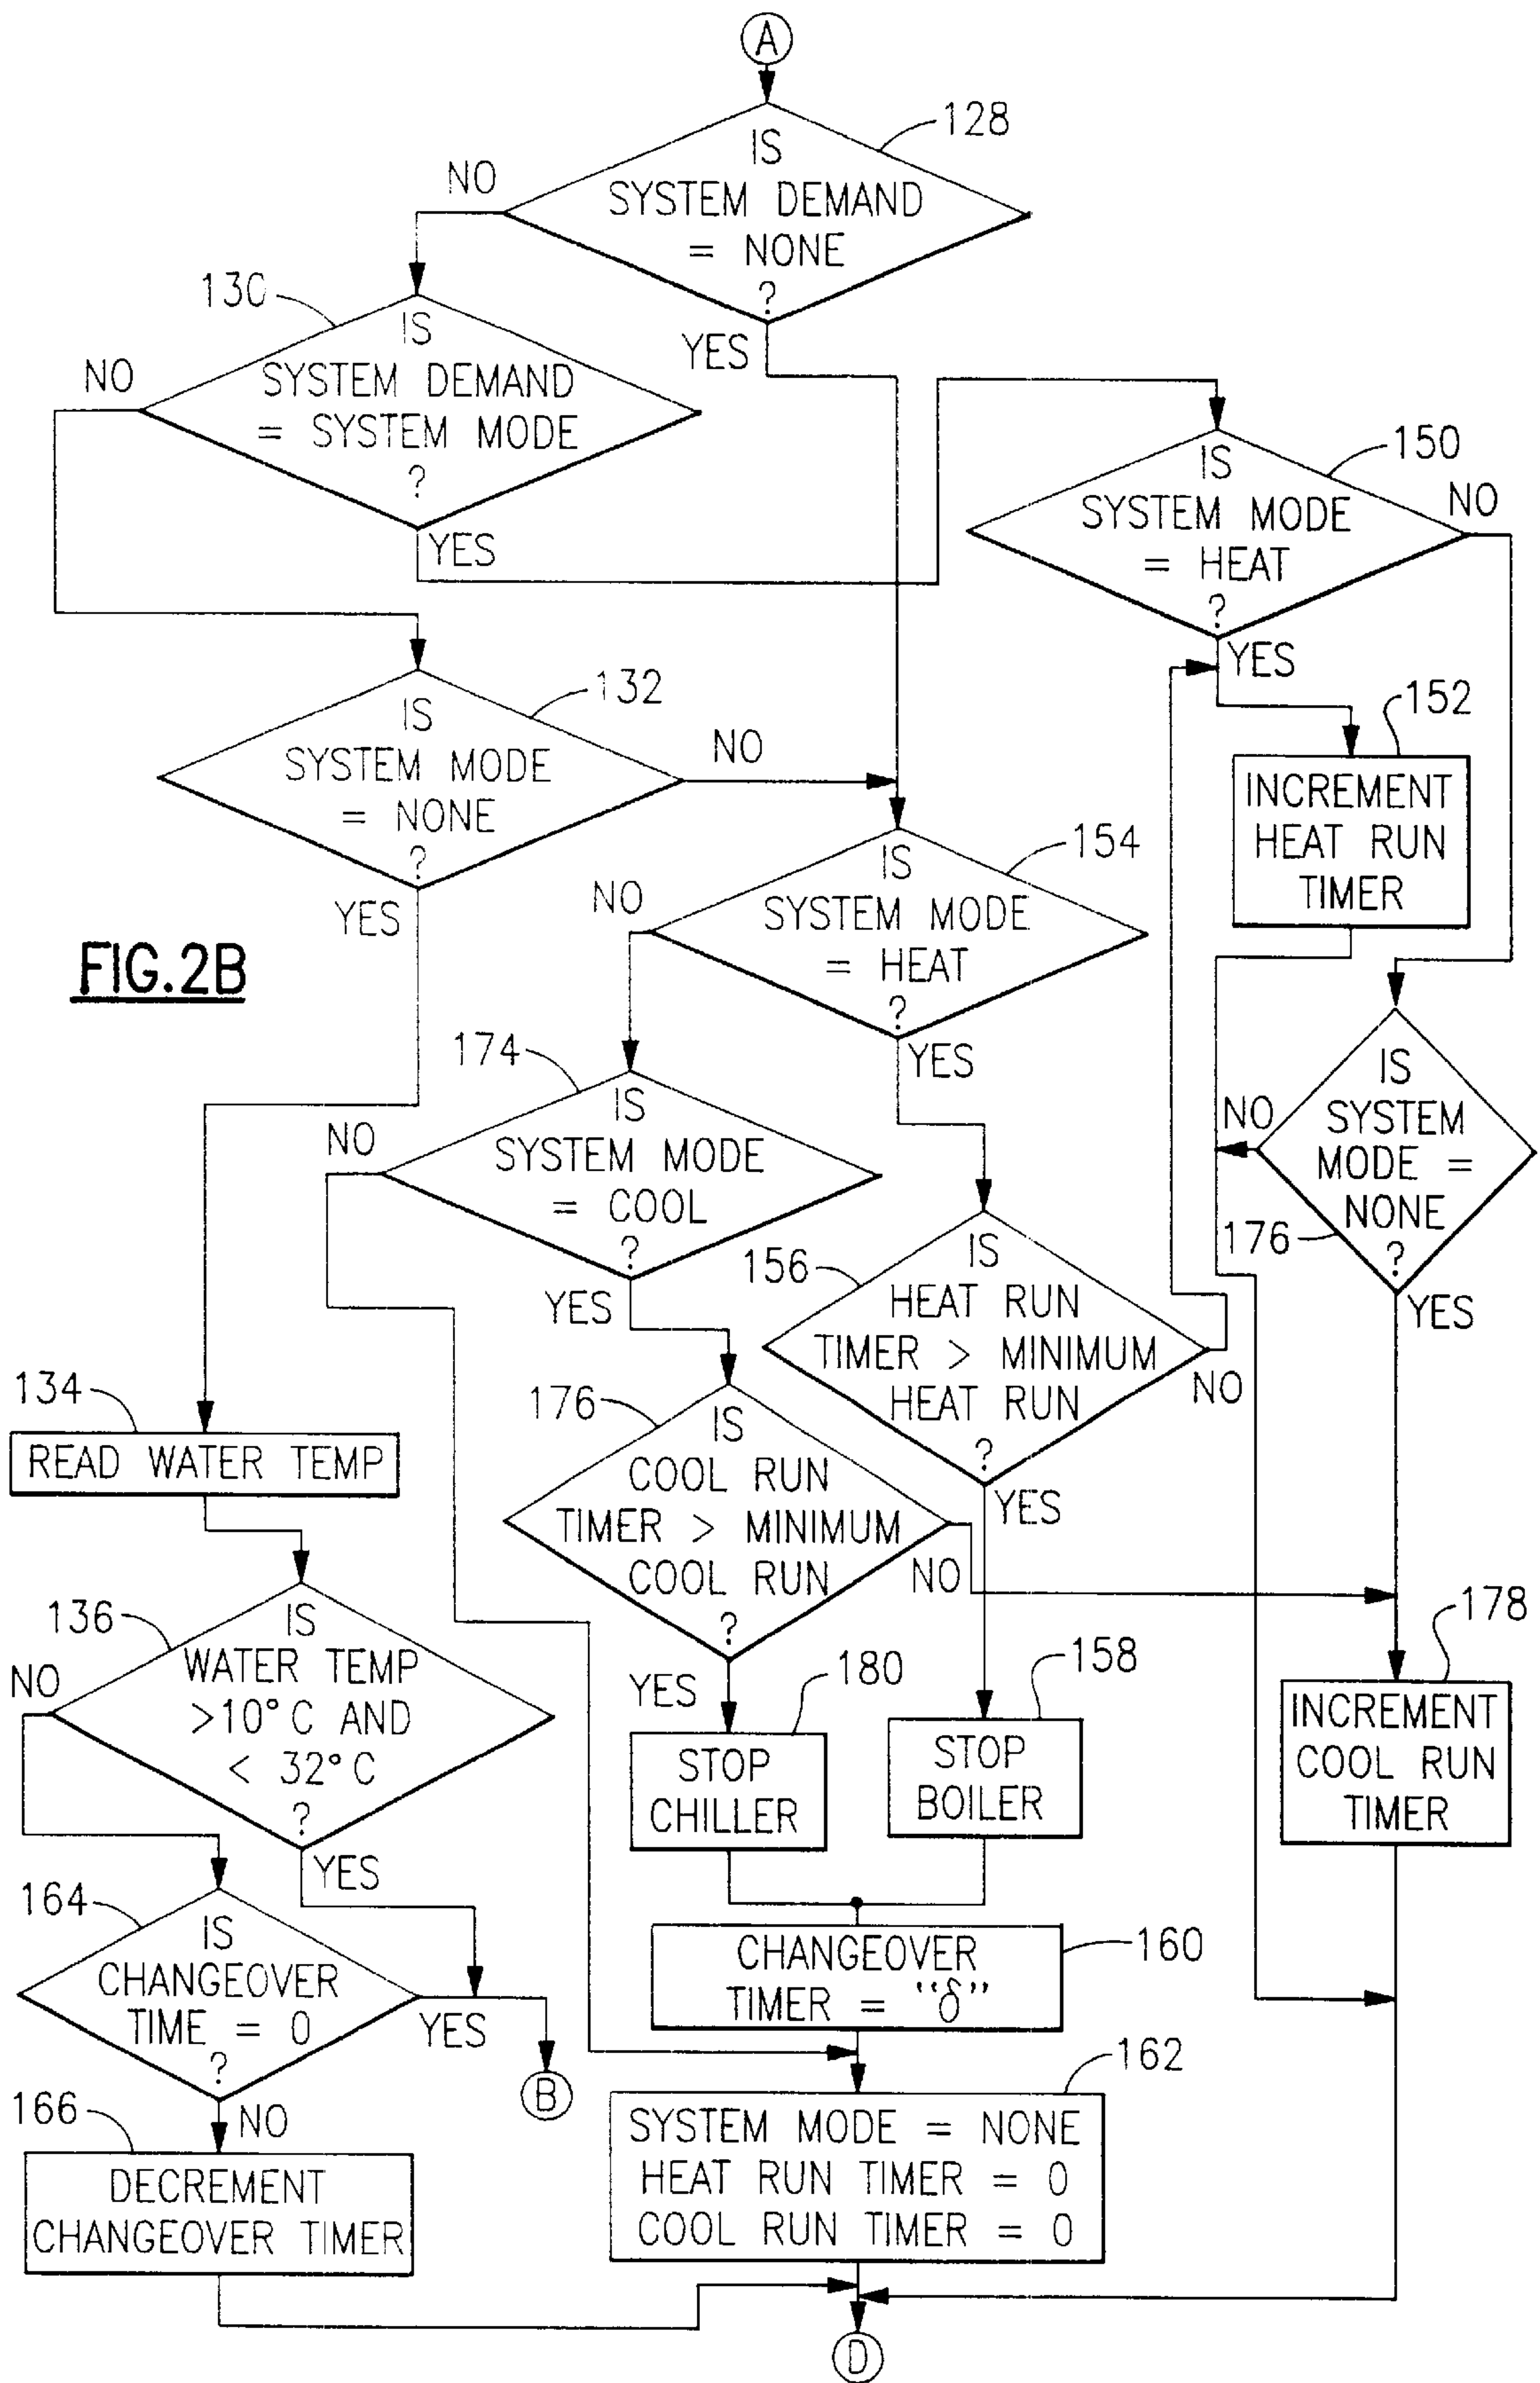 A
128
IS
SYSTEM DEMAND
= NONE
?
NO
YES
130
IS
SYSTEM DEMAND
= SYSTEM MODE
?
NO
YES
150
IS
SYSTEM MODE
= HEAT
?
NO
YES
132
IS
SYSTEM MODE
= NONE
?
NO
YES
152
INCREMENT
HEAT RUN
TIMER
154
IS
SYSTEM MODE
= HEAT
?
NO
YES
FIG.2B
174
IS
SYSTEM MODE
= COOL
?
NO
YES
IS
SYSTEM
MODE =
NONE
?
NO
176
YES
156
IS
HEAT RUN
TIMER > MINIMUM
HEAT RUN
?
NO
YES
134
READ WATER TEMP
176
IS
COOL RUN
TIMER > MINIMUM
COOL RUN
?
NO
YES
136
IS
WATER TEMP
>10°C AND
< 32°C
?
NO
YES
180
STOP
CHILLER
158
STOP
BOILER
178
INCREMENT
COOL RUN
TIMER
164
IS
CHANGEOVER
TIME = 0
?
YES
NO
B
160
CHANGEOVER
TIMER = "δ"
162
SYSTEM MODE = NONE
HEAT RUN TIMER = 0
COOL RUN TIMER = 0
166
DECREMENT
CHANGEOVER TIMER
D